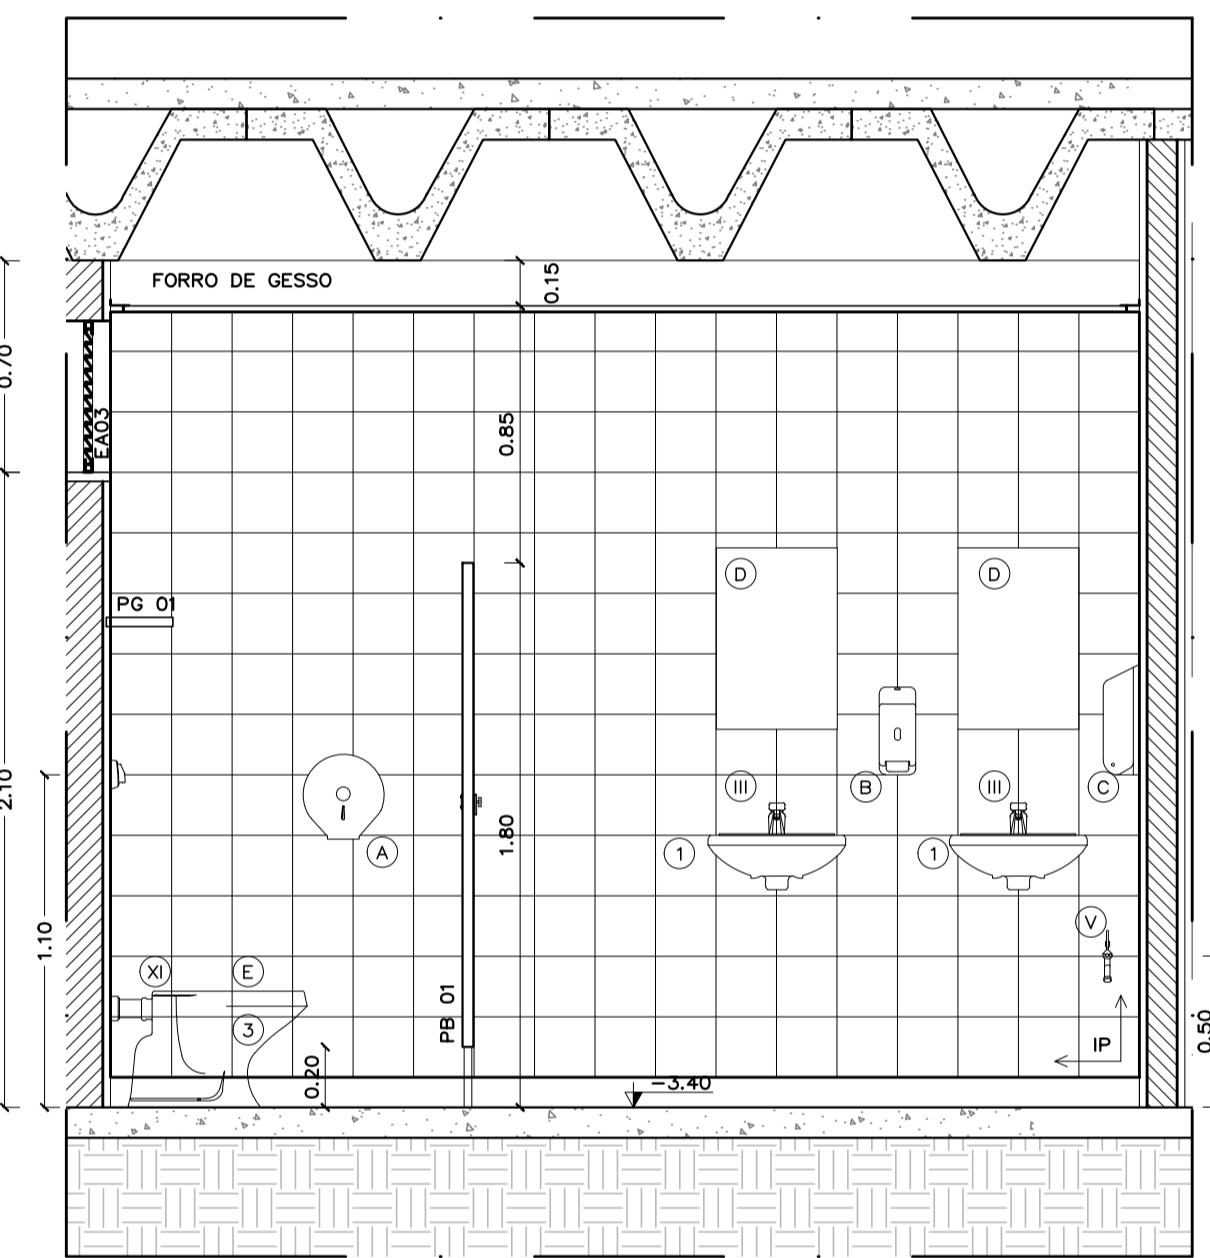 FORRO DE GESSO
0.15
0.70
EA03
0.85
D
D
PG 01
2.10
III
B
III
C
A
1.80
1
1
1.10
V
XI
E
PB 01
3
0.50
IP
0.20
-3.40